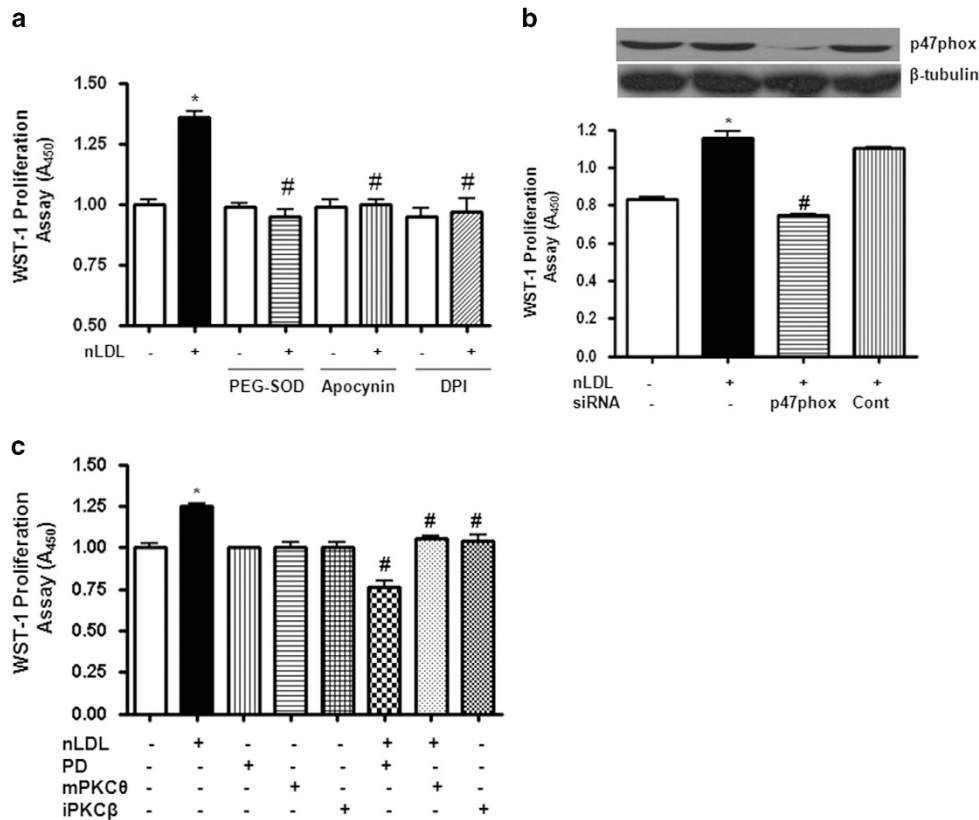 a
WST-1 Proliferation
Assay (A450)
1.50
1.25
1.00
0.75
0.50
*
#
#
#
nLDL - + - + - + - +
PEG-SOD Apocynin DPI
b
p47phox
β-tubulin
WST-1 Proliferation
Assay (A450)
1.2
1.0
0.8
0.6
0.4
0.2
0.0
*
#
nLDL - + + +
siRNA - - p47phox Cont
c
WST-1 Proliferation
Assay (A450)
1.50
1.25
1.00
0.75
0.50
0.25
0.00
*
#
#
#
nLDL - + - - - + + -
PD - - + - - + - -
mPKCθ - - - + - - + -
iPKCβ - - - - + - - +